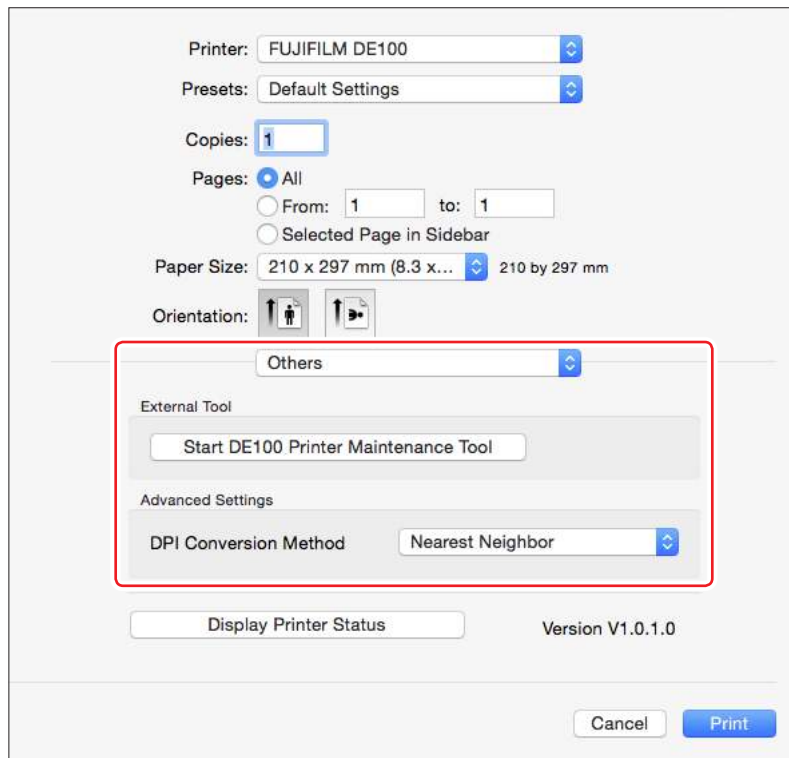 Printer: FUJIFILM DE100
Presets: Default Settings
Copies: 1
Pages: All
From: 1 to: 1
Selected Page in Sidebar
Paper Size: 210 x 297 mm (8.3 x... 210 by 297 mm
Orientation:
Others
External Tool
Start DE100 Printer Maintenance Tool
Advanced Settings
DPI Conversion Method Nearest Neighbor
Display Printer Status Version V1.0.1.0
Cancel Print